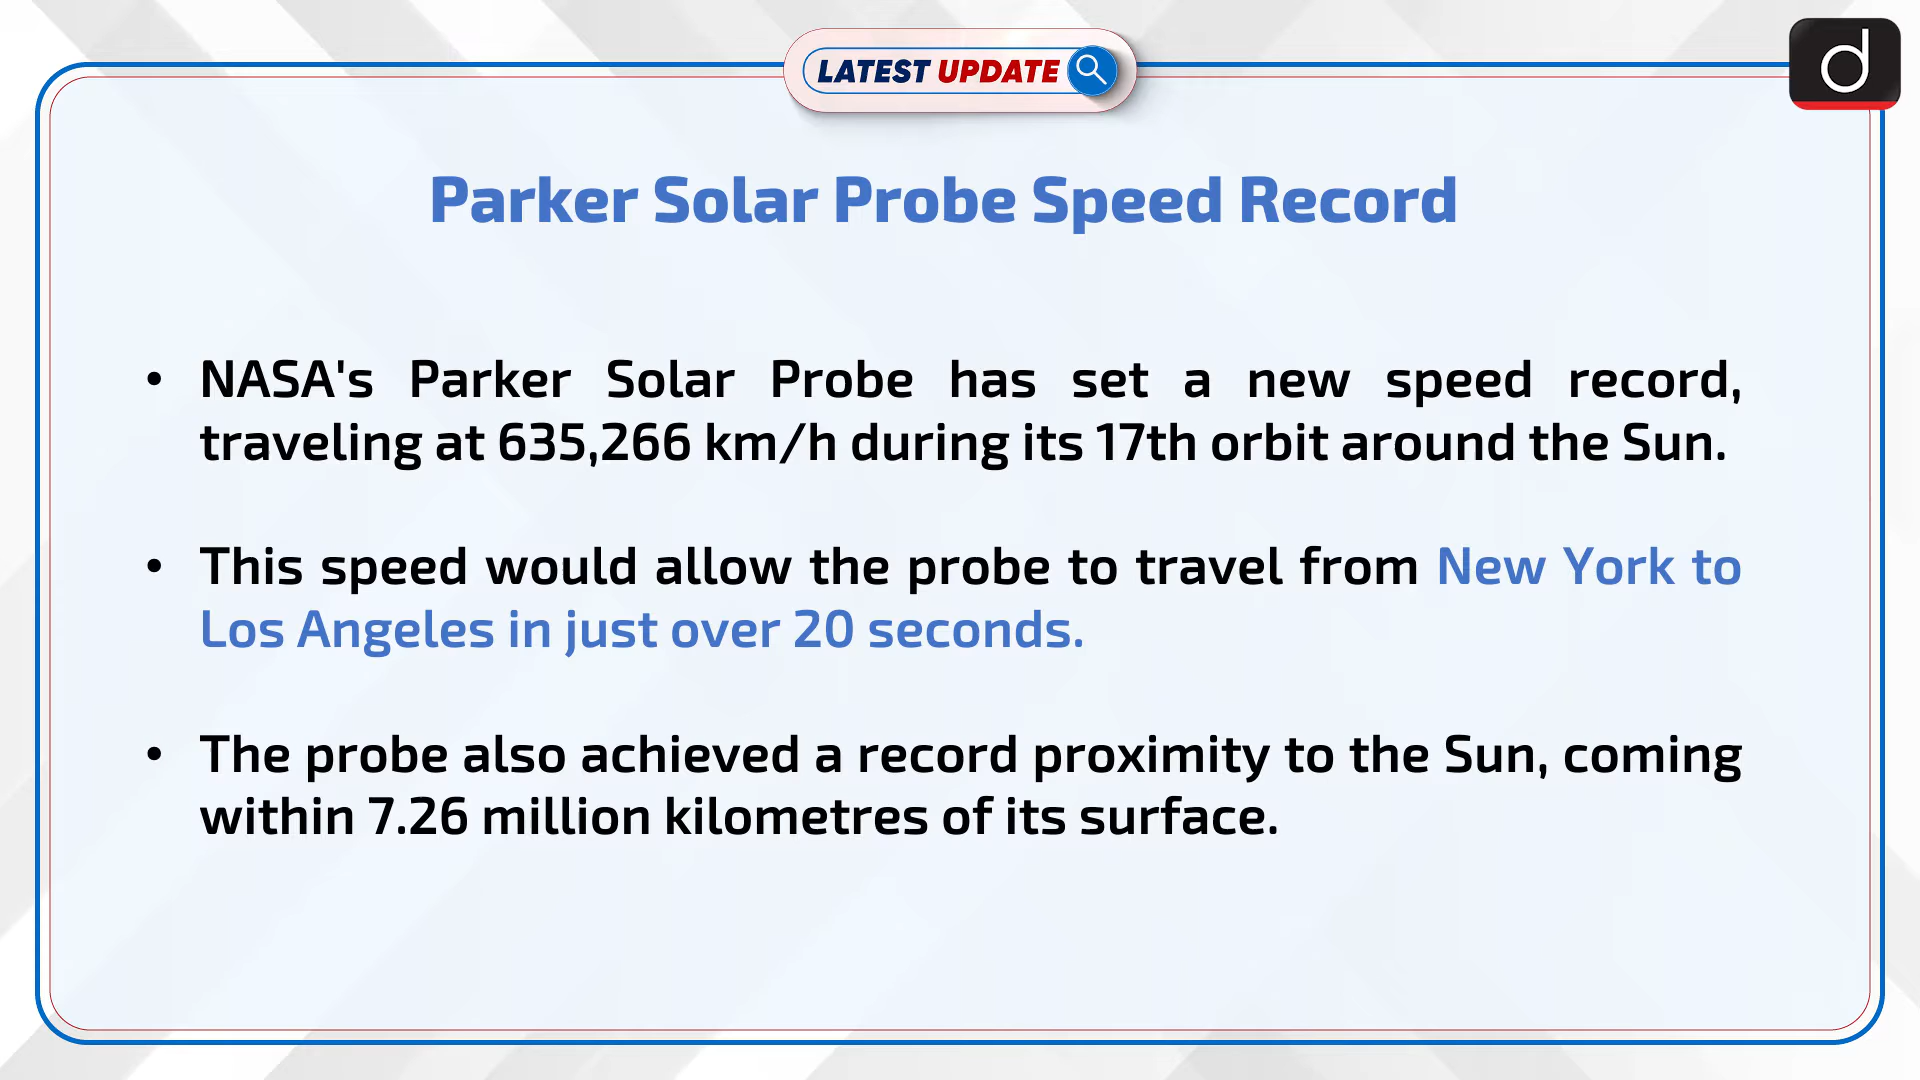 LATEST UPDATE
d
Parker Solar Probe Speed Record
• NASA's Parker Solar Probe has set a new speed record,
traveling at 635,266 km/h during its 17th orbit around the Sun.
• This speed would allow the probe to travel from New York to
Los Angeles in just over 20 seconds.
• The probe also achieved a record proximity to the Sun, coming
within 7.26 million kilometres of its surface.